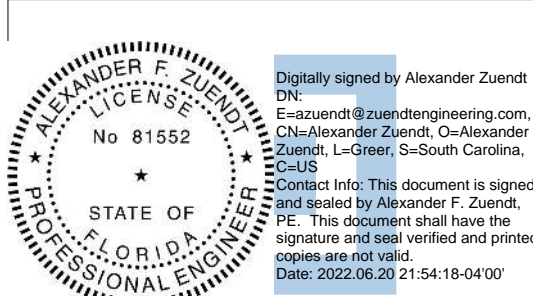 ALEXANDER F. ZUENDT
LICENSE
No 81552
STATE OF
FLORIDA
PROFESSIONAL ENGINEER
Digitally signed by Alexander Zuendt
DN:
E=azuendt@zuendtengineering.com,
CN=Alexander Zuendt, O=Alexander
Zuendt, L=Greer, S=South Carolina,
C=US
Contact Info: This document is signed
and sealed by Alexander F. Zuendt,
PE.  This document shall have the
signature and seal verified and printed
copies are not valid.
Date: 2022.06.20 21:54:18-04'00'